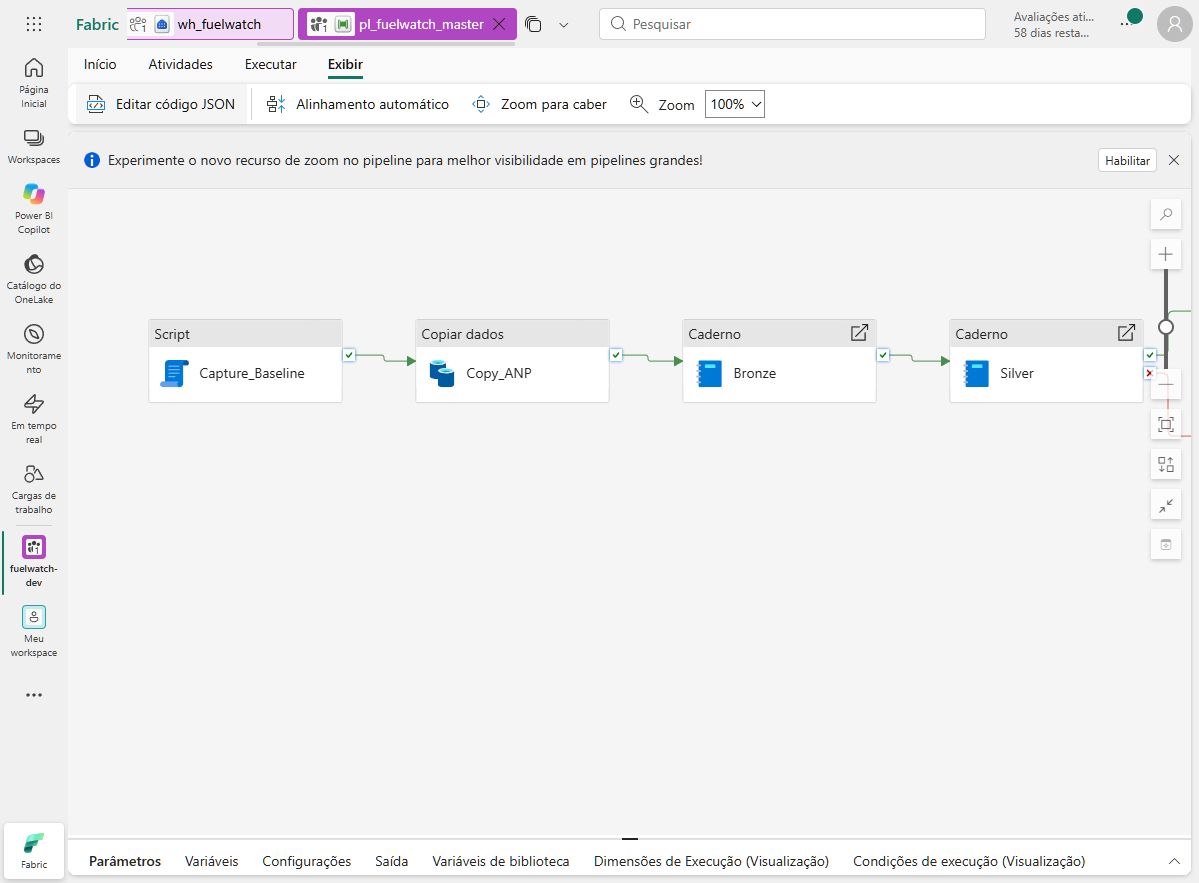 Fabric
wh_fuelwatch
pl_fuelwatch_master
Pesquisar
Avaliações ati...
58 dias resta...
Início
Atividades
Executar
Exibir
Editar código JSON
Alinhamento automático
Zoom para caber
Zoom
100%
Experimente o novo recurso de zoom no pipeline para melhor visibilidade em pipelines grandes!
Habilitar
Página
Inicial
Workspaces
Power BI
Copilot
Catálogo do
OneLake
Monitorame
nto
Em tempo
real
Cargas de
trabalho
fuelwatch-
dev
Meu
workspace
Fabric
Script
Capture_Baseline
Copiar dados
Copy_ANP
Caderno
Bronze
Caderno
Silver
Parâmetros
Variáveis
Configurações
Saída
Variáveis de biblioteca
Dimensões de Execução (Visualização)
Condições de execução (Visualização)